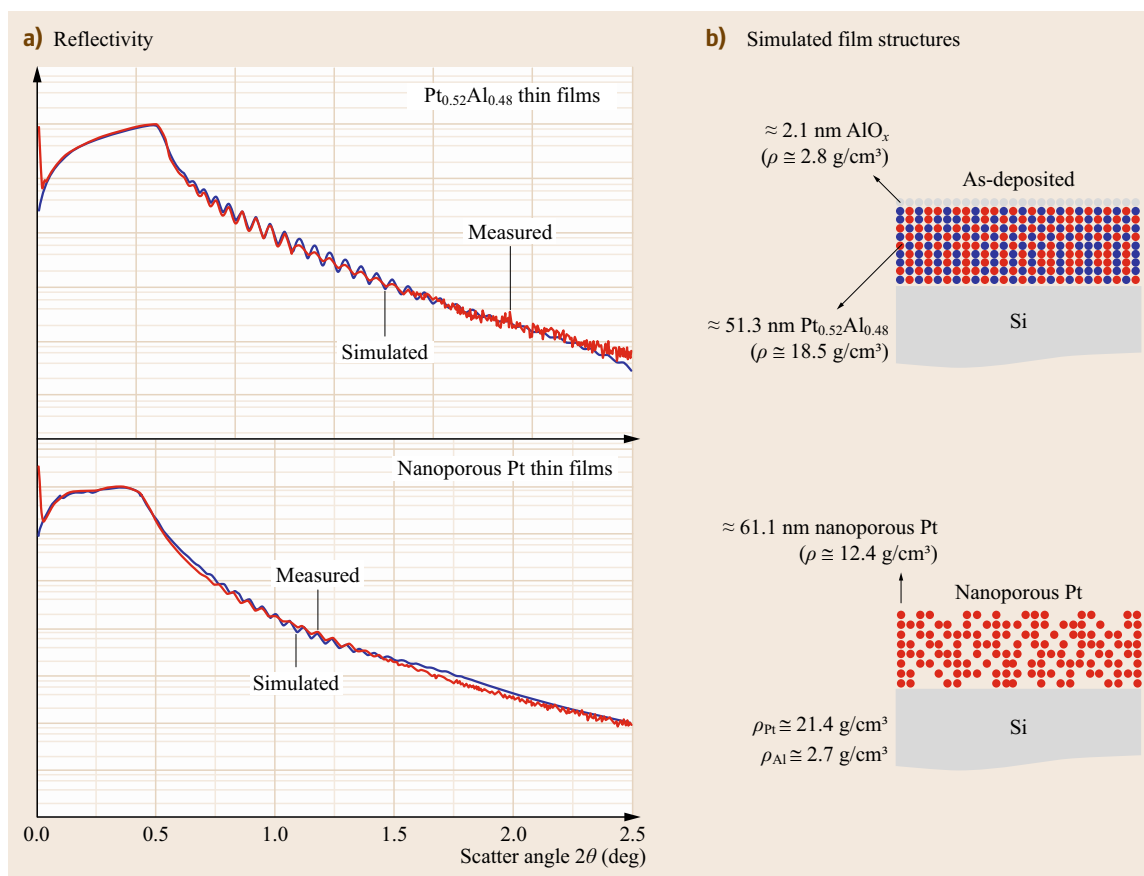 a) Reflectivity
Pt₀.₅₂Al₀.₄₈ thin films
Measured
Simulated
Nanoporous Pt thin films
Measured
Simulated
0.0 0.5 1.0 1.5 2.0 2.5
Scatter angle 2θ (deg)
b) Simulated film structures
≈ 2.1 nm AlOₓ
(ρ ≅ 2.8 g/cm³)
As-deposited
≈ 51.3 nm Pt₀.₅₂Al₀.₄₈
(ρ ≅ 18.5 g/cm³)
Si
≈ 61.1 nm nanoporous Pt
(ρ ≅ 12.4 g/cm³)
Nanoporous Pt
Si
ρPt ≅ 21.4 g/cm³
ρAl ≅ 2.7 g/cm³